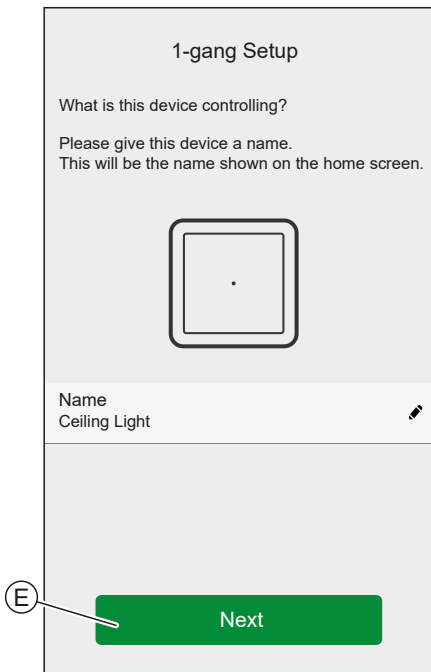 1-gang Setup
What is this device controlling?
Please give this device a name.
This will be the name shown on the home screen.
Name
Ceiling Light
E
Next